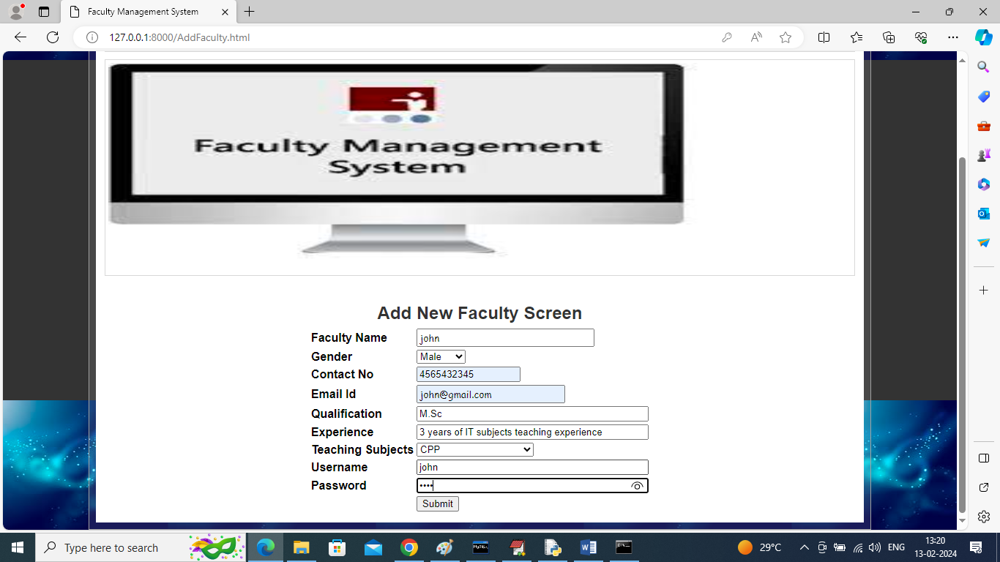 Faculty Management System
127.0.0.1:8000/AddFaculty.html
Faculty Management
System
Add New Faculty Screen
Faculty Name john
Gender Male
Contact No 4565432345
Email Id john@gmail.com
Qualification M.Sc
Experience 3 years of IT subjects teaching experience
Teaching Subjects CPP
Username john
Password ••••
Submit
Type here to search
29°C
ENG
13:20
13-02-2024